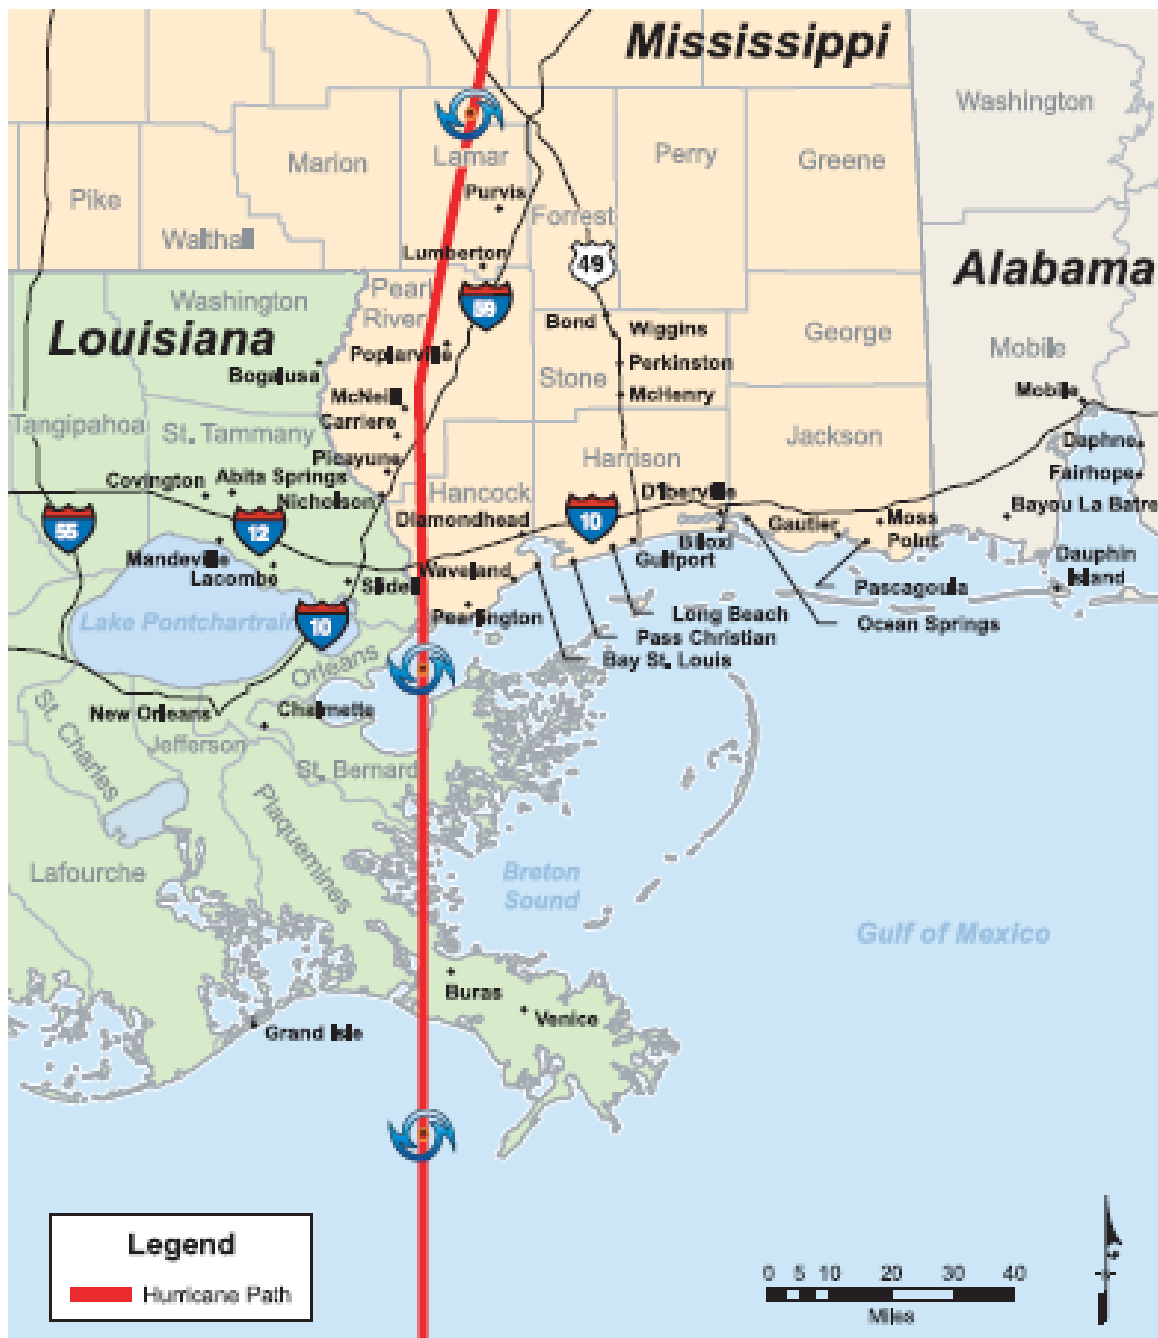 Mississippi
Washington
Lamar
Marion
Perry
Greene
Purvis
Pike
Forrest
Walthall
Lumberton
49
Alabama
Pearl
River
59
Washington
Louisiana
Bond
Wiggins
George
Mobile
Poplarville
Bogalusa
Perkinston
Stone
McHenry
Mobile
McNeill
Carriere
Tangipahoa
St. Tammany
Jackson
Daphne
Picayune
Harrison
Fairhope
Covington
Abita Springs
Nicholson
Hancock
D'Iberville
Bayou La Batre
55
12
Diamondhead
10
Gautier
Moss
Point
Biloxi
Gulfport
Mandeville
Lacombe
Slidell
Waveland
Dauphin
Island
Pascagoula
Lake Pontchartrain
10
Pearlington
Long Beach
Ocean Springs
Pass Christian
Bay St. Louis
Orleans
New Orleans
Chalmette
St. Charles
Jefferson
St. Bernard
Plaquemines
Lafourche
Breton
Sound
Gulf of Mexico
Buras
Venice
Grand Isle
Legend
Hurricane Path
0 5 10 20 30 40
Miles